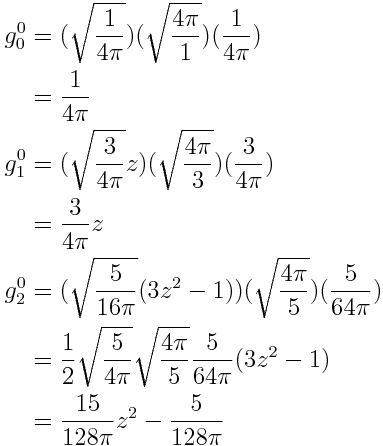 g_0^0 = (\sqrt{\frac{1}{4\pi}})(\sqrt{\frac{4\pi}{1}})(\frac{1}{4\pi})
= \frac{1}{4\pi}
g_1^0 = (\sqrt{\frac{3}{4\pi}}z)(\sqrt{\frac{4\pi}{3}})(\frac{3}{4\pi})
= \frac{3}{4\pi}z
g_2^0 = (\sqrt{\frac{5}{16\pi}}(3z^2 - 1))(\sqrt{\frac{4\pi}{5}})(\frac{5}{64\pi})
= \frac{1}{2}\sqrt{\frac{5}{4\pi}}\sqrt{\frac{4\pi}{5}}\frac{5}{64\pi}(3z^2 - 1)
= \frac{15}{128\pi}z^2 - \frac{5}{128\pi}